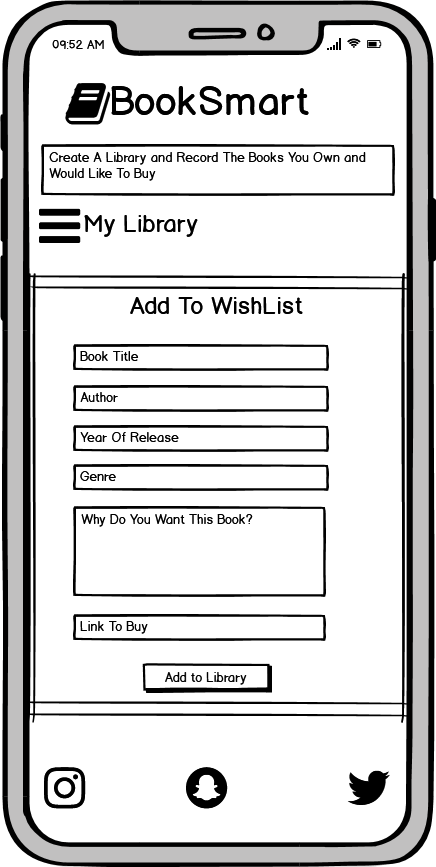 09:52 AM
BookSmart
Create A Library and Record The Books You Own and
Would Like To Buy
My Library
Add To WishList
Book Title
Author
Year Of Release
Genre
Why Do You Want This Book?
Link To Buy
Add to Library